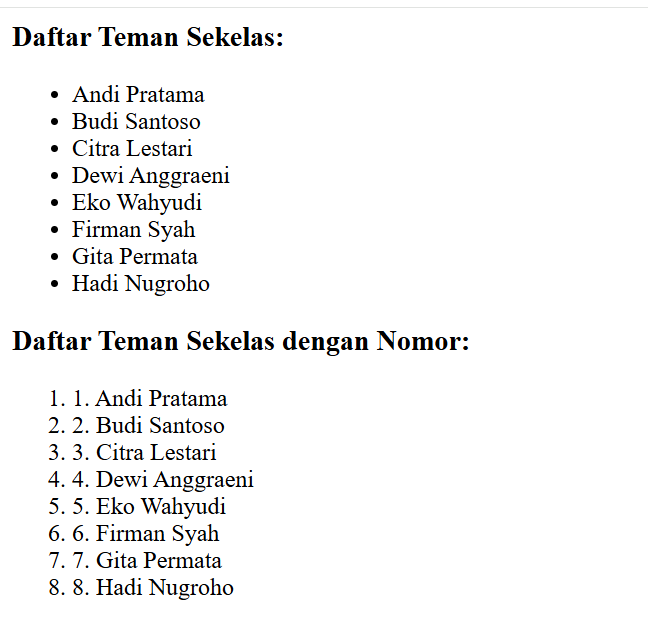 Daftar Teman Sekelas:
• Andi Pratama
• Budi Santoso
• Citra Lestari
• Dewi Anggraeni
• Eko Wahyudi
• Firman Syah
• Gita Permata
• Hadi Nugroho
Daftar Teman Sekelas dengan Nomor:
1. 1. Andi Pratama
2. 2. Budi Santoso
3. 3. Citra Lestari
4. 4. Dewi Anggraeni
5. 5. Eko Wahyudi
6. 6. Firman Syah
7. 7. Gita Permata
8. 8. Hadi Nugroho